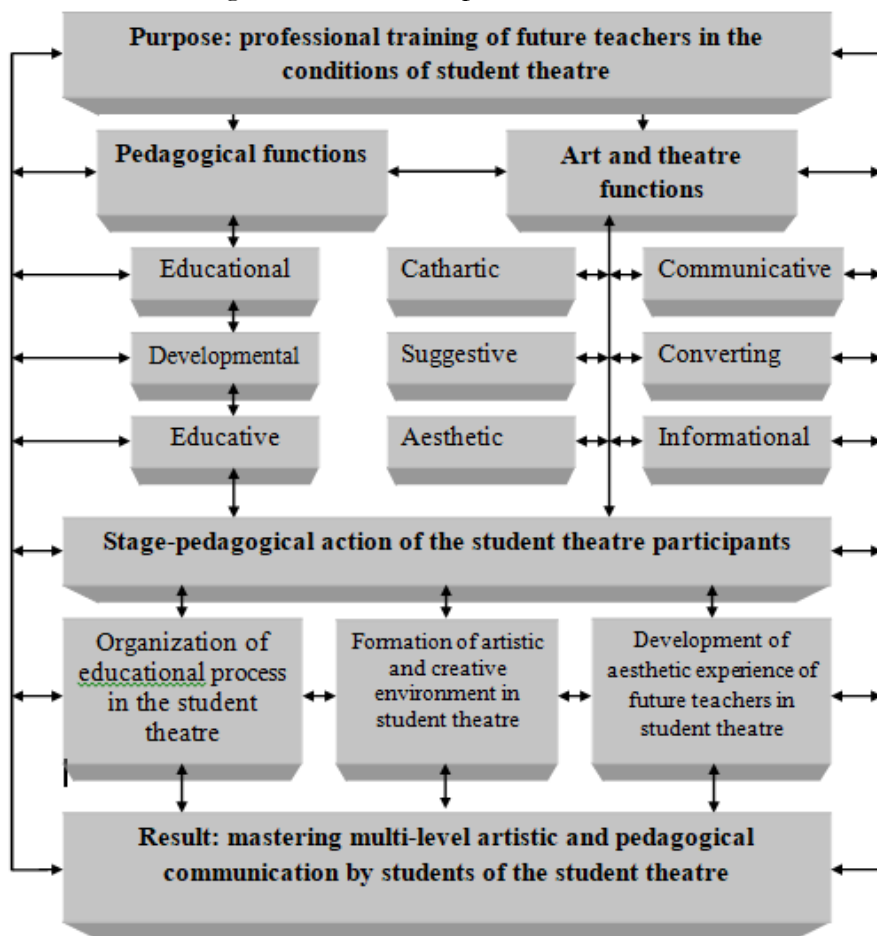 Purpose: professional training of future teachers in the
conditions of student theatre
Pedagogical functions
Art and theatre
functions
Educational
Cathartic
Communicative
Developmental
Suggestive
Converting
Educative
Aesthetic
Informational
Stage-pedagogical action of the student theatre participants
Organization of
educational process
in the student
theatre
Formation of artistic
and creative
environment in
student theatre
Development of
aesthetic experience of
future teachers in
student theatre
Result: mastering multi-level artistic and pedagogical
communication by students of the student theatre